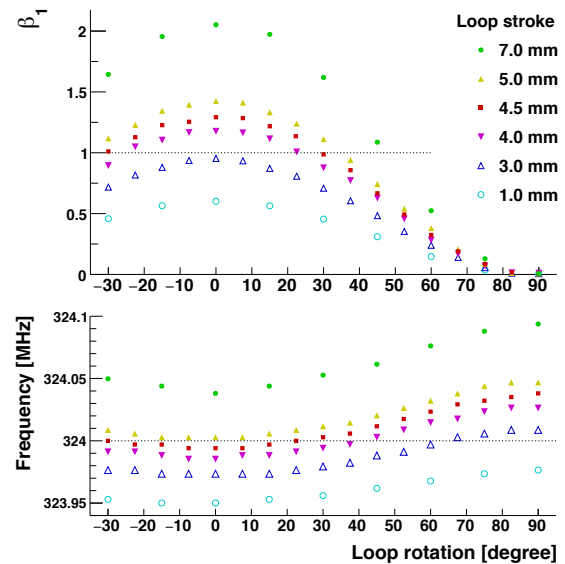 β1
Loop stroke
7.0 mm
5.0 mm
4.5 mm
4.0 mm
3.0 mm
1.0 mm
2
1.5
1
0.5
0
−30 −20 −10 0 10 20 30 40 50 60 70 80 90
Frequency [MHz]
324.1
324.05
324
323.95
−30 −20 −10 0 10 20 30 40 50 60 70 80 90
Loop rotation [degree]